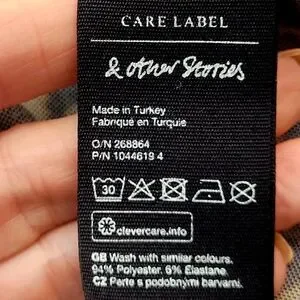 CARE LABEL
& other Stories
Made in Turkey
Fabriqué en Turquie
O/N 268864
P/N 1044619 4
30
clevercare.info
GB Wash with similar colours.
94% Polyester. 6% Elastane.
CZ Perte s podobnými barvami.